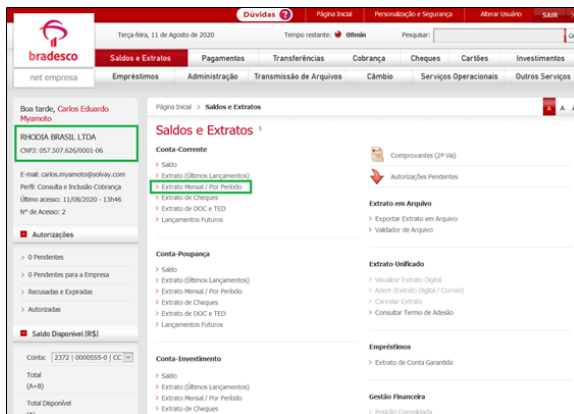 Dúvidas ?
Página Inicial
Personalização e Segurança
Alterar Usuário
SAIR
bradesco
net empresa
Terça-feira, 11 de Agosto de 2020
Tempo restante: 08min
Pesquisar:
Saldos e Extratos
Pagamentos
Transferências
Cobrança
Cheques
Cartões
Investimentos
Empréstimos
Administração
Transmissão de Arquivos
Câmbio
Serviços Operacionais
Outros Serviços
Boa tarde, Carlos Eduardo
Myamoto
RHODIA BRASIL LTDA
CNPJ: 057.507.626/0001-06
E-mail: carlos.myamoto@solvay.com
Perfil: Consulta e Inclusão Cobrança
Último acesso: 11/08/2020 - 13h46
Nº de Acesso: 2
Autorizações
> 0 Pendentes
> 0 Pendentes para a Empresa
> Recusadas e Expiradas
> Autorizadas
Saldo Disponível (R$)
Conta: 2372 | 0000555-0 | CC
Total
(A+B)
Total Disponível
Página Inicial > Saldos e Extratos
A A
Saldos e Extratos
Conta-Corrente
> Saldo
> Extrato (Últimos Lançamentos)
> Extrato Mensal / Por Período
> Extrato de Cheques
> Extrato de DOC e TED
> Lançamentos Futuros
Conta-Poupança
> Saldo
> Extrato (Últimos Lançamentos)
> Extrato Mensal / Por Período
> Extrato de Cheques
> Extrato de DOC e TED
> Lançamentos Futuros
Conta-Investimento
> Saldo
> Extrato (Últimos Lançamentos)
> Extrato Mensal / Por Período
> Extrato de Cheques
Comprovantes (2ª Via)
Autorizações Pendentes
Extrato em Arquivo
> Exportar Extrato em Arquivo
> Validador de Arquivo
Extrato Unificado
> Visualizar Extrato Digital
> Aderir (Extrato Digital / Correio)
> Cancelar Extrato
> Consultar Termo de Adesão
Empréstimos
> Extrato de Conta Garantida
Gestão Financeira
> Posição Consolidada